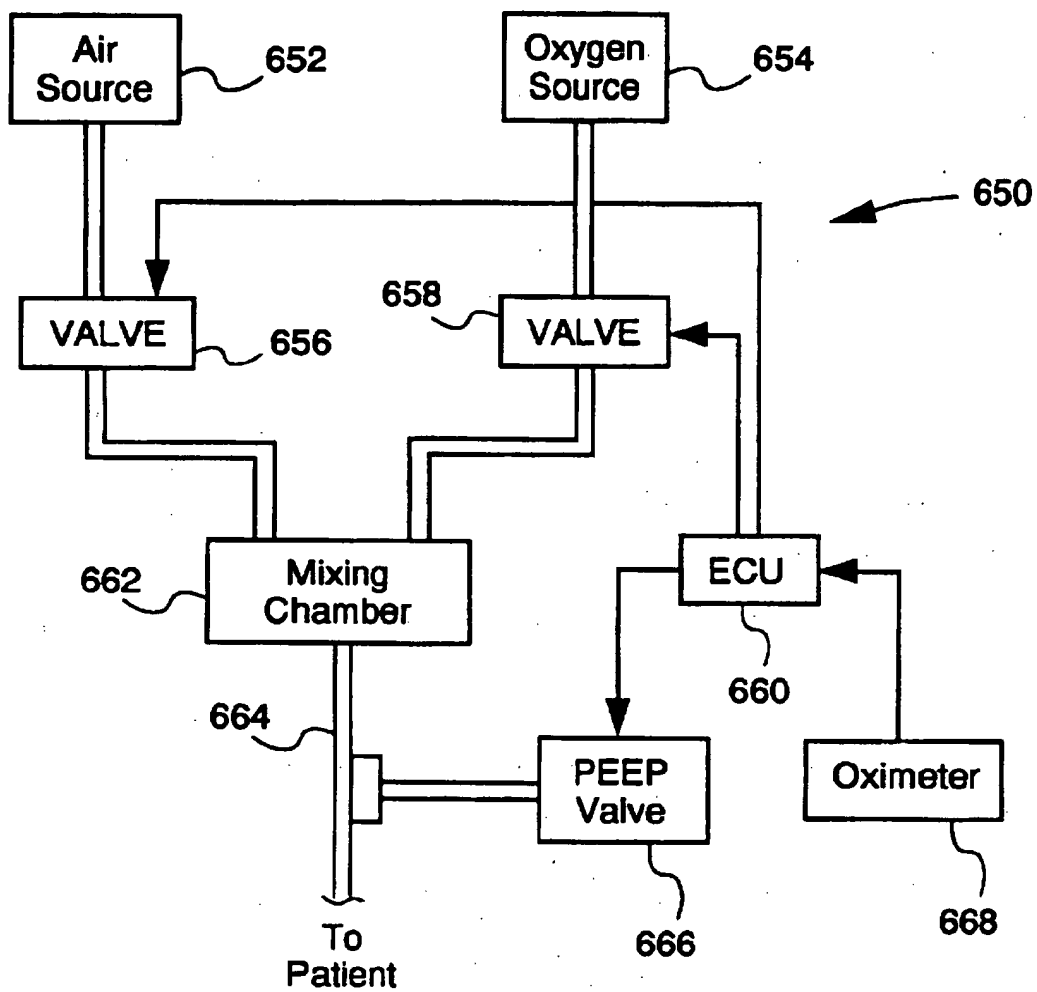 Air
Source
652
Oxygen
Source
654
650
VALVE
656
658
VALVE
Mixing
Chamber
662
ECU
660
664
PEEP
Valve
666
Oximeter
668
To
Patient